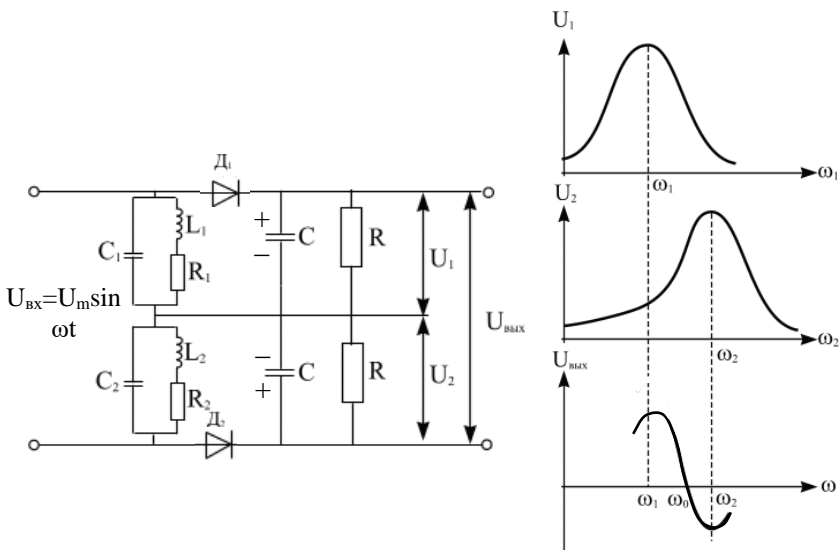 Д₁
C₁
L₁
R₁
+
−
C
R
U₁
Uвх=Uₘsin
ωt
Uвых
C₂
L₂
R₂
−
+
C
R
U₂
Д₂
U₁
ω₁
ω₁
U₂
ω₂
ω₂
Uвых
ω₁
ω₀
ω₂
ω